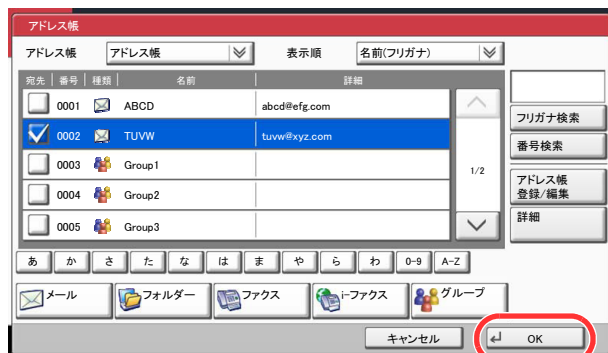 アドレス帳
アドレス帳 アドレス帳 表示順 名前(フリガナ)
宛先 番号 種類 名前 詳細
0001 ABCD abcd@efg.com
0002 TUVW tuvw@xyz.com
0003 Group1
0004 Group2
0005 Group3
1/2
フリガナ検索
番号検索
アドレス帳
登録/編集
詳細
あ か さ た な は ま や ら わ 0-9 A-Z
メール フォルダー ファクス i-ファクス グループ
キャンセル OK